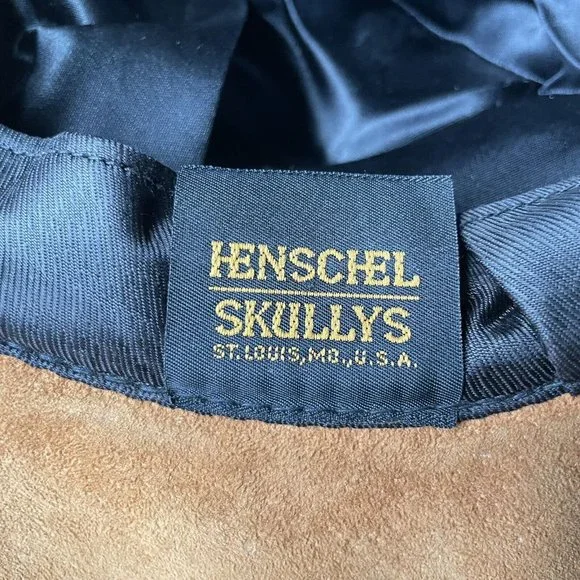 HENSCHEL
SKULLYS
ST. LOUIS, MO., U.S.A.